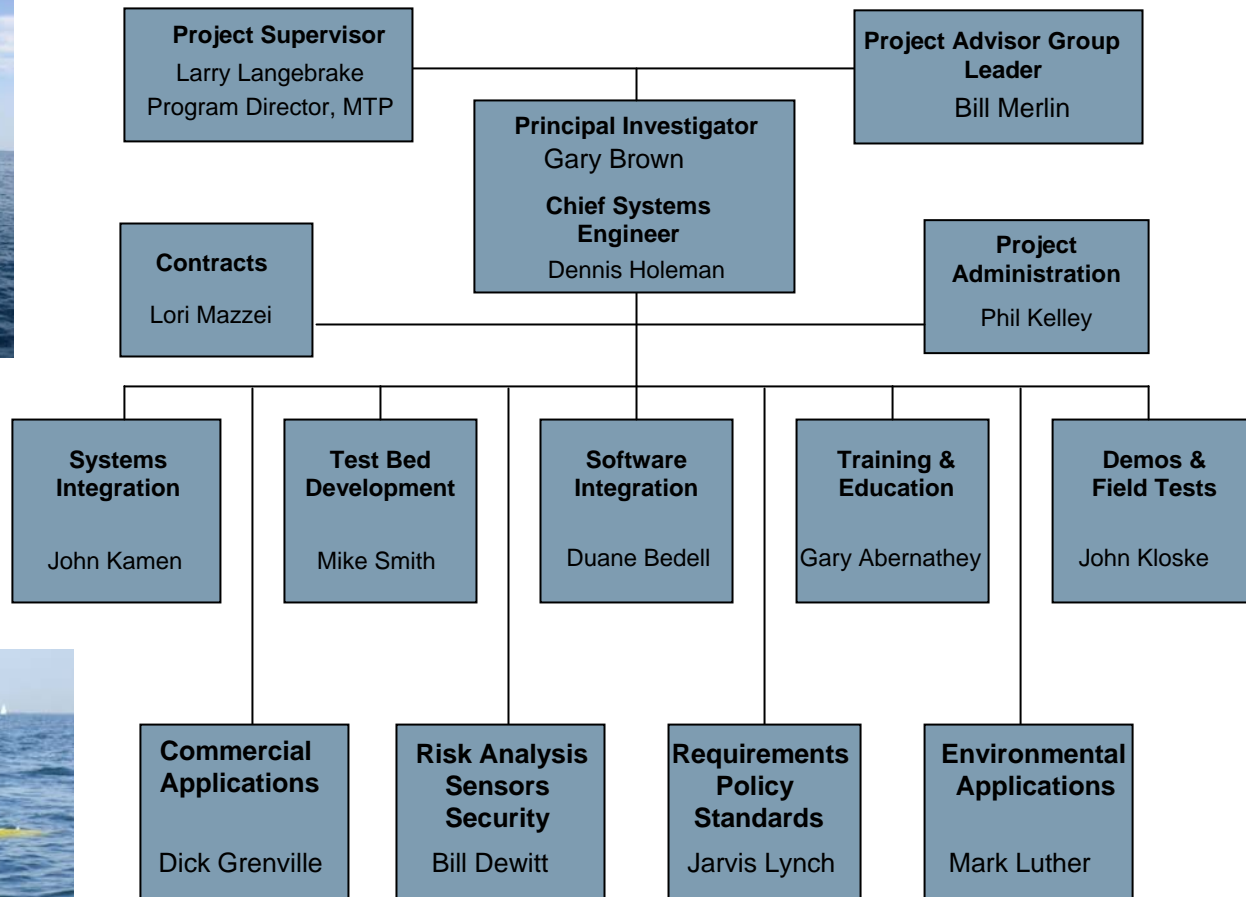 Project Supervisor
Larry Langebrake
Program Director, MTP
Project Advisor Group
Leader
Bill Merlin
Principal Investigator
Gary Brown
Chief Systems
Engineer
Dennis Holeman
Contracts
Lori Mazzei
Project
Administration
Phil Kelley
Systems
Integration
John Kamen
Test Bed
Development
Mike Smith
Software
Integration
Duane Bedell
Training &
Education
Gary Abernathey
Demos &
Field Tests
John Kloske
Commercial
Applications
Dick Grenville
Risk Analysis
Sensors
Security
Bill Dewitt
Requirements
Policy
Standards
Jarvis Lynch
Environmental
Applications
Mark Luther